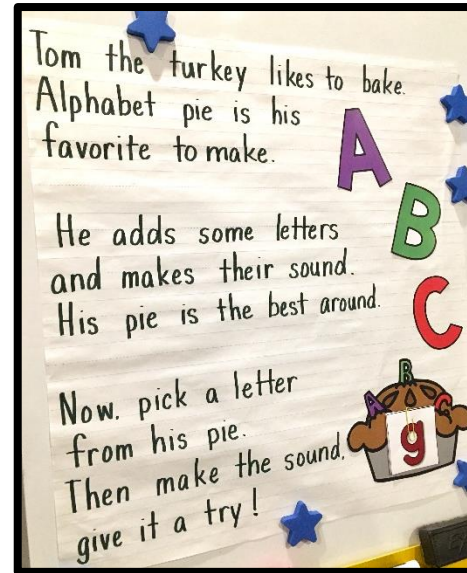 Tom the turkey likes to bake.
Alphabet pie is his
favorite to make.
A
B
C
He adds some letters
and makes their sound.
His pie is the best around.
Now, pick a letter
from his pie.
Then make the sound,
give it a try!
A
B
C
g